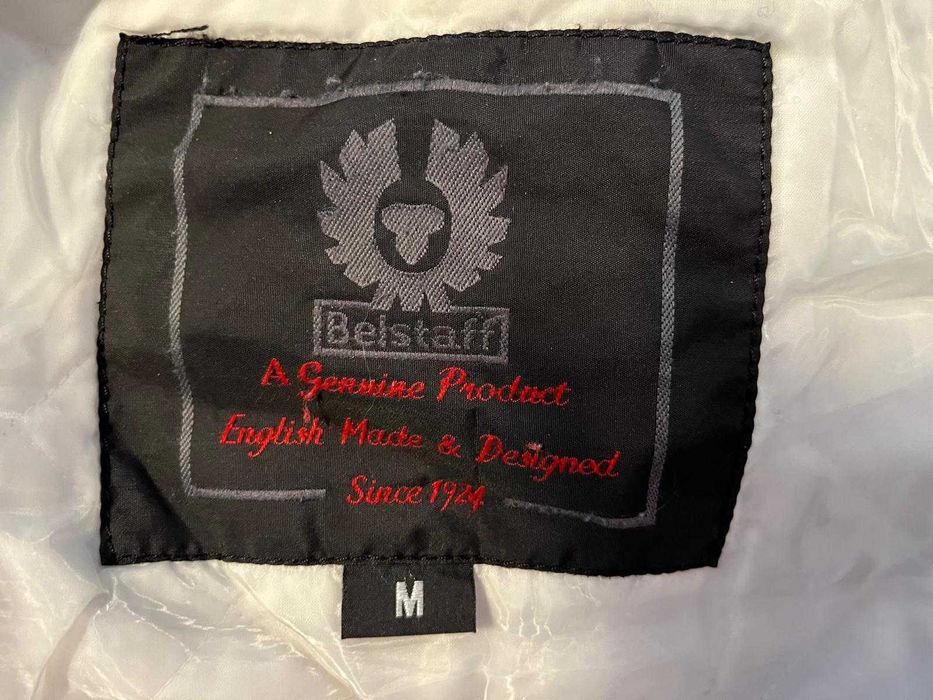 Belstaff
A Genuine Product
English Made & Designed
Since 1924
M